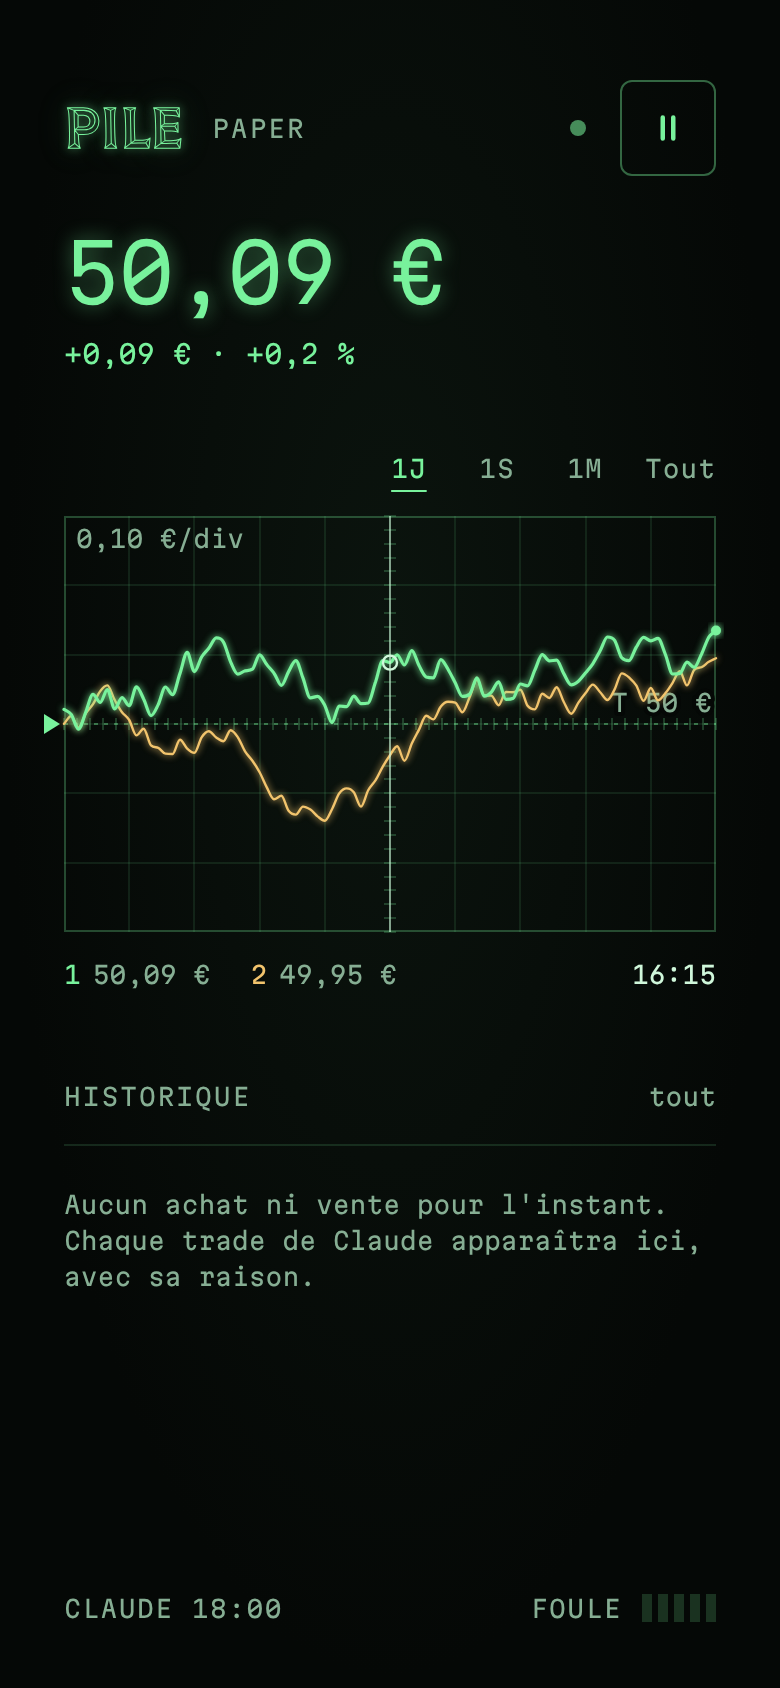 PILE PAPER
50,09 €
+0,09 € · +0,2 %
1J 1S 1M Tout
0,10 €/div
T 50 €
1 50,09 € 2 49,95 € 16:15
HISTORIQUE tout
Aucun achat ni vente pour l'instant.
Chaque trade de Claude apparaîtra ici,
avec sa raison.
CLAUDE 18:00 FOULE